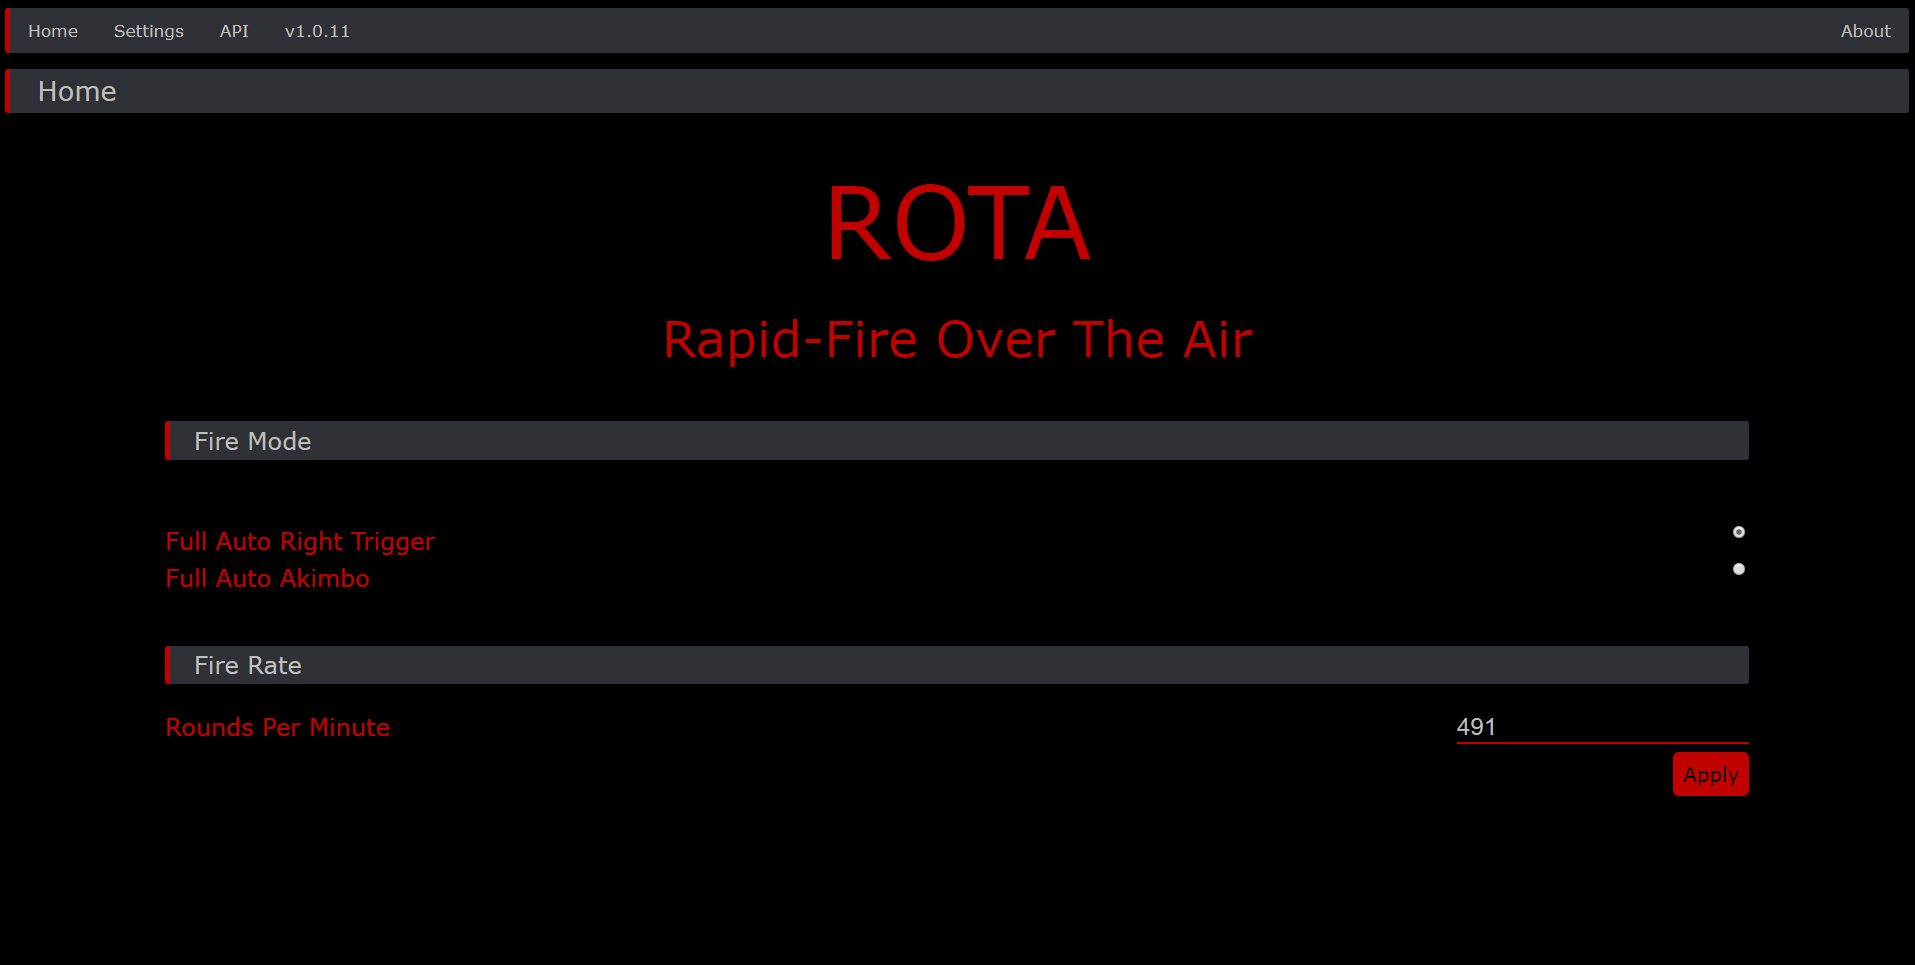 Home Settings API v1.0.11 About
Home
ROTA
Rapid-Fire Over The Air
Fire Mode
Full Auto Right Trigger
Full Auto Akimbo
Fire Rate
Rounds Per Minute 491
Apply